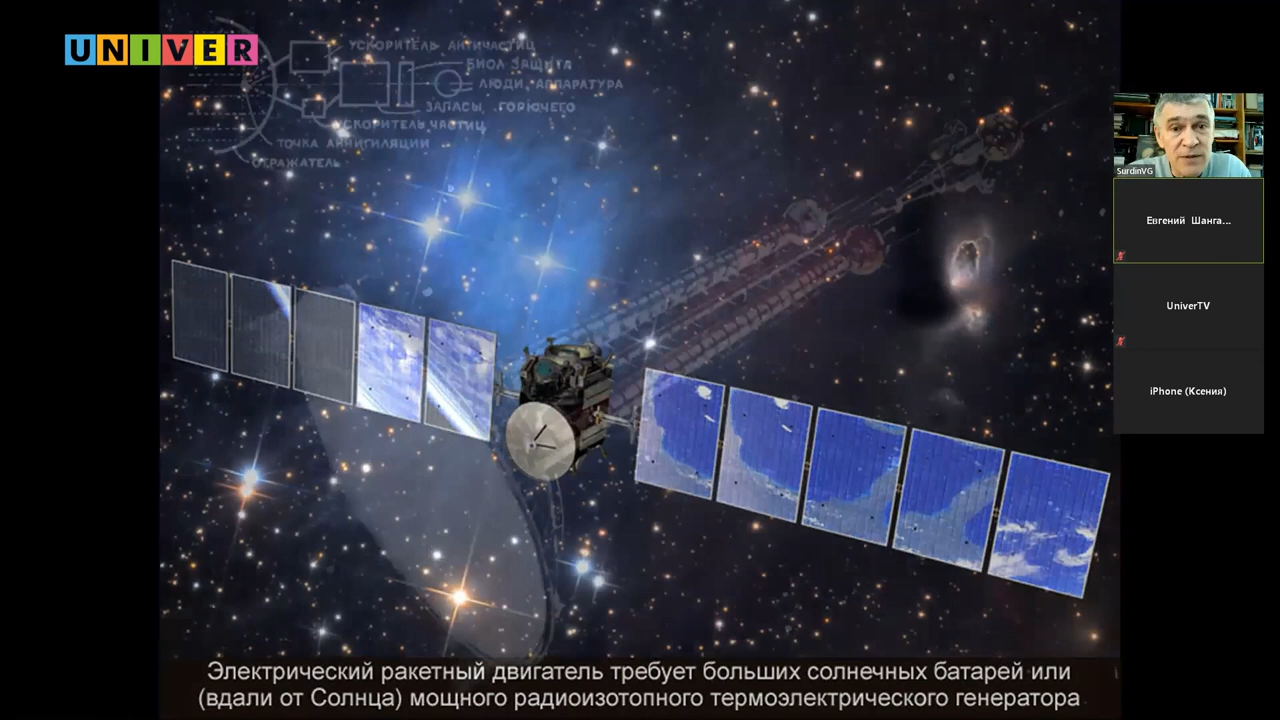 UNIVER
УСКОРИТЕЛЬ АНТИЧАСТИЦ
БИОЛ ЗАЩИТА
ЛЮДИ, АППАРАТУРА
ЗАПАСЫ ГОРЮЧЕГО
УСКОРИТЕЛЬ ЧАСТИЦ
ТОЧКА АННИГИЛЯЦИИ
ОТРАЖАТЕЛЬ
SurdinVG
Евгений Шанга...
UniverTV
iPhone (Ксения)
Электрический ракетный двигатель требует больших солнечных батарей или
(вдали от Солнца) мощного радиоизотопного термоэлектрического генератора